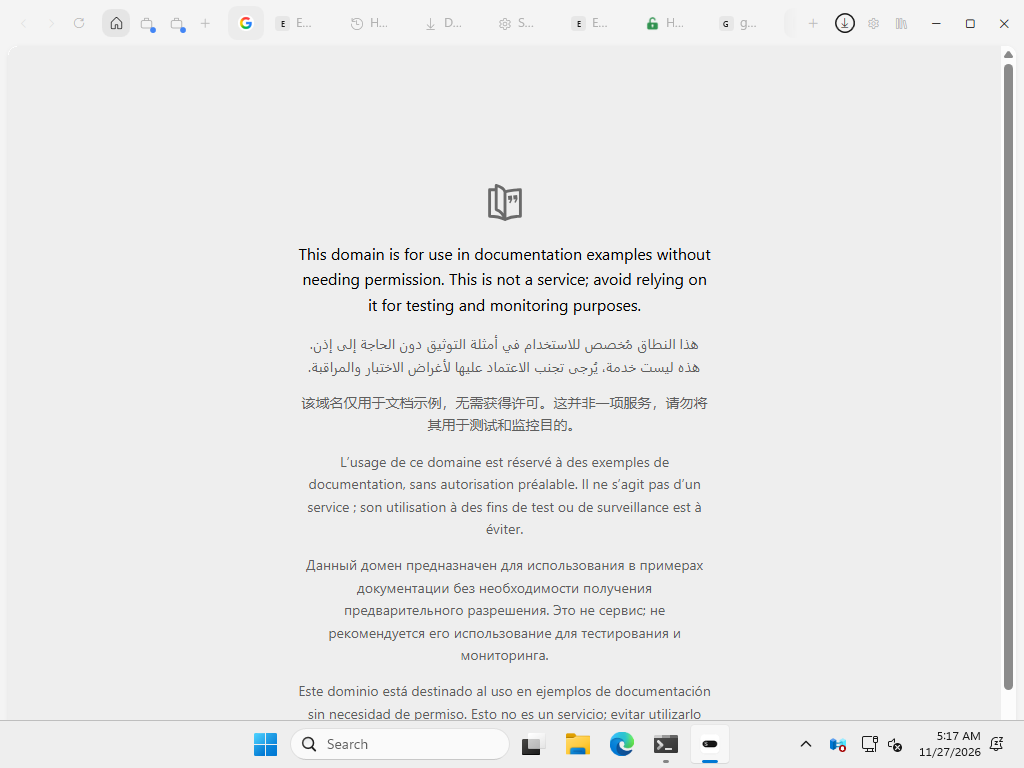 E...
H...
D...
S...
E...
H...
g...
This domain is for use in documentation examples without
needing permission. This is not a service; avoid relying on
it for testing and monitoring purposes.
هذا النطاق مُخصص للاستخدام في أمثلة التوثيق دون الحاجة إلى إذن.
هذه ليست خدمة، يُرجى تجنب الاعتماد عليها لأغراض الاختبار والمراقبة.
该域名仅用于文档示例，无需获得许可。这并非一项服务，请勿将
其用于测试和监控目的。
L’usage de ce domaine est réservé à des exemples de
documentation, sans autorisation préalable. Il ne s’agit pas d’un
service ; son utilisation à des fins de test ou de surveillance est à
éviter.
Данный домен предназначен для использования в примерах
документации без необходимости получения
предварительного разрешения. Это не сервис; не
рекомендуется его использование для тестирования и
мониторинга.
Este dominio está destinado al uso en ejemplos de documentación
sin necesidad de permiso. Esto no es un servicio; evitar utilizarlo
Search
5:17 AM
11/27/2026